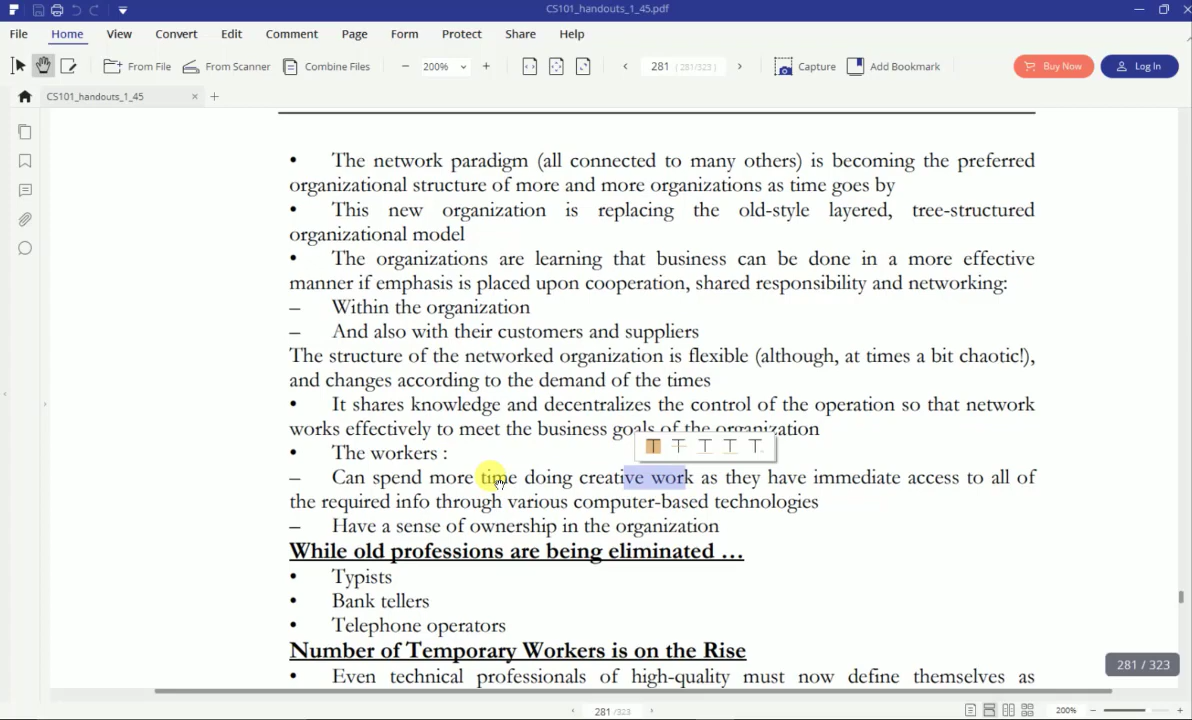 CS101_handouts_1_45.pdf
File Home View Convert Edit Comment Page Form Protect Share Help
From File From Scanner Combine Files 200% 281 (281/323) Capture Add Bookmark Buy Now Log In
CS101_handouts_1_45
• The network paradigm (all connected to many others) is becoming the preferred
organizational structure of more and more organizations as time goes by
• This new organization is replacing the old-style layered, tree-structured
organizational model
• The organizations are learning that business can be done in a more effective
manner if emphasis is placed upon cooperation, shared responsibility and networking:
– Within the organization
– And also with their customers and suppliers
The structure of the networked organization is flexible (although, at times a bit chaotic!),
and changes according to the demand of the times
• It shares knowledge and decentralizes the control of the operation so that network
works effectively to meet the business goals of the organization
• The workers :
– Can spend more time doing creative work as they have immediate access to all of
the required info through various computer-based technologies
– Have a sense of ownership in the organization
While old professions are being eliminated …
• Typists
• Bank tellers
• Telephone operators
Number of Temporary Workers is on the Rise
281 / 323
• Even technical professionals of high-quality must now define themselves as
281 /323 200%